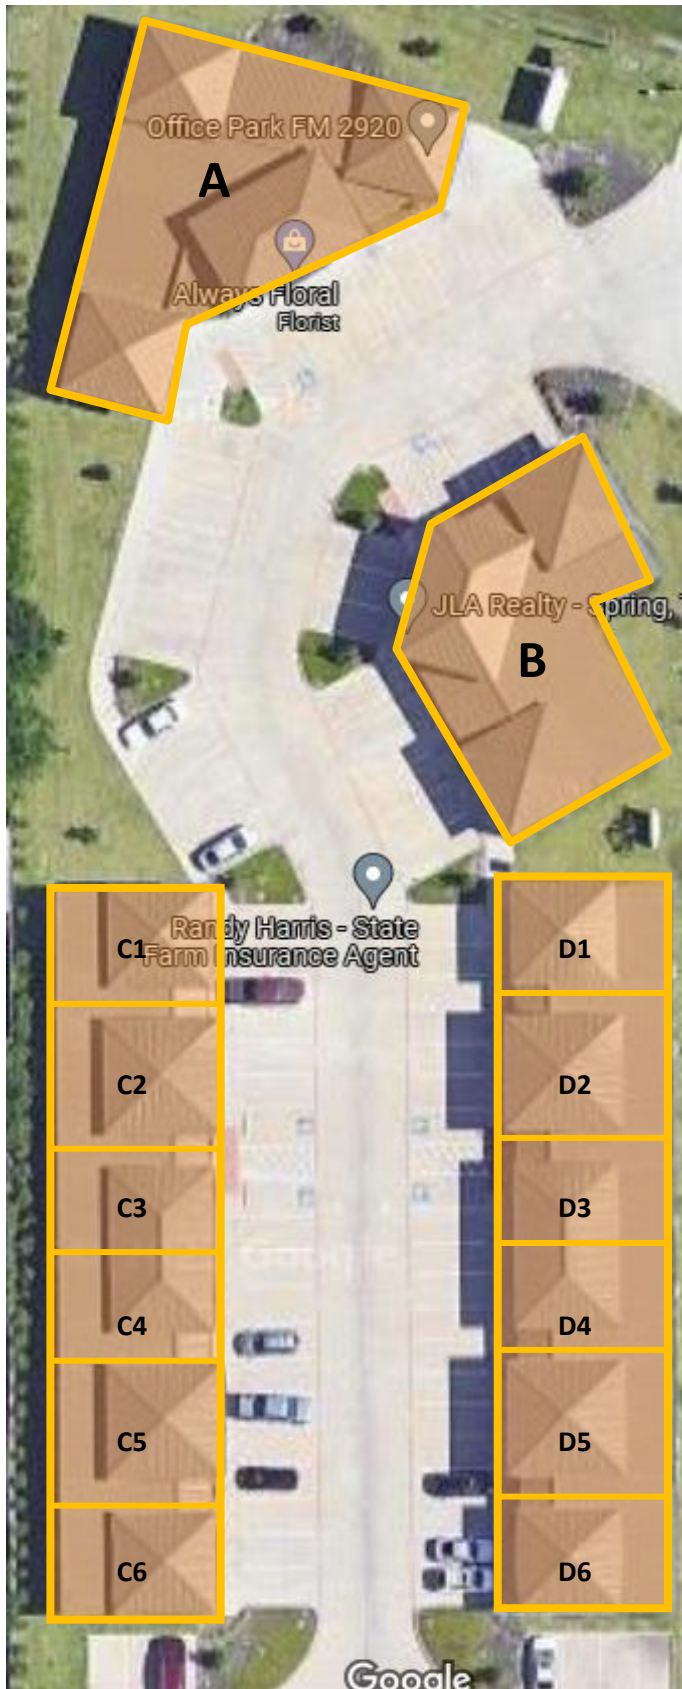 Office Park FM 2920
A
Always Floral
Florist
JLA Realty - Spring,
B
Randy Harris - State
Farm Insurance Agent
C1
D1
C2
D2
C3
D3
C4
D4
C5
D5
C6
D6
Google